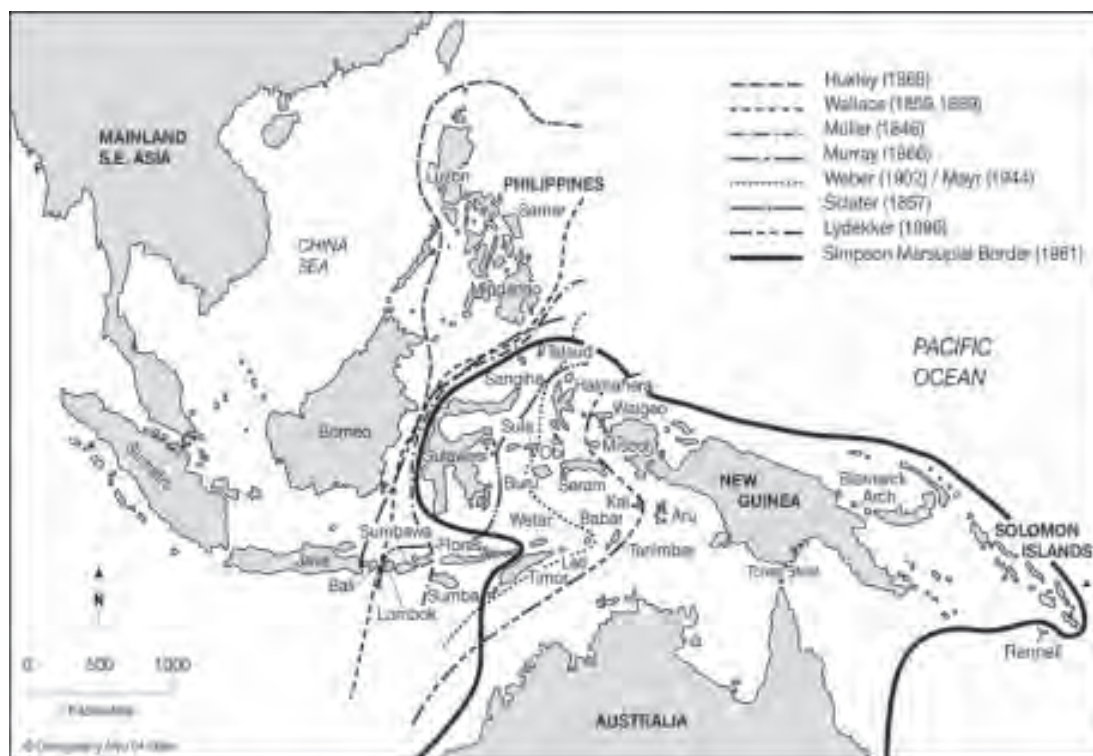 Huxley (1868)
Wallace (1859, 1889)
Müller (1846)
Murray (1866)
Weber (1902) / Mayr (1944)
Sclater (1857)
Lydekker (1896)
Simpson Marsupial Border (1961)
MAINLAND
S.E. ASIA
Luzon
PHILIPPINES
Samar
CHINA
SEA
Mindanao
PACIFIC
OCEAN
Talaud
Sangihe
Halmahera
Waigeo
Borneo
Sula
Obi
Misool
Sulawesi
Sumatra
Buru
Seram
NEW
GUINEA
Bismarck
Arch
Kai
Aru
Sumbawa
Wetar
Babar
SOLOMON
ISLANDS
Flores
Tanimbar
Java
Leti
Bali
Timor
Torres Strait
Sumba
Lombok
N
Rennell
0 500 1000
Kilometres
AUSTRALIA